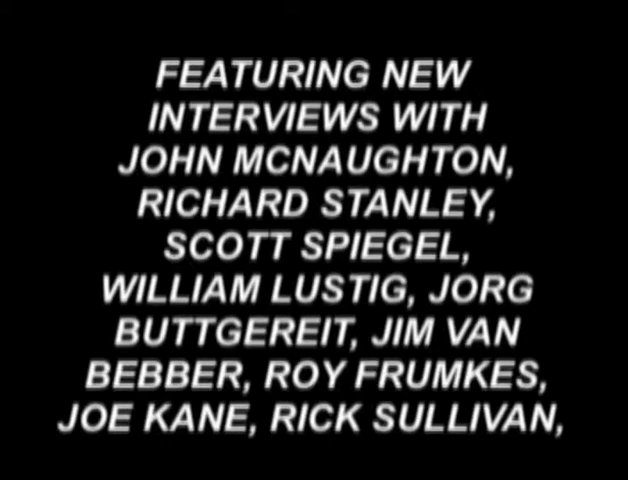 FEATURING NEW
INTERVIEWS WITH
JOHN MCNAUGHTON,
RICHARD STANLEY,
SCOTT SPIEGEL,
WILLIAM LUSTIG, JORG
BUTTGEREIT, JIM VAN
BEBBER, ROY FRUMKES,
JOE KANE, RICK SULLIVAN,